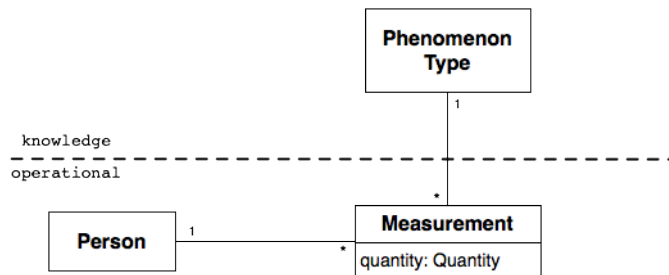 Phenomenon
Type
1
knowledge
operational
*
Measurement
Person
1
*
quantity: Quantity